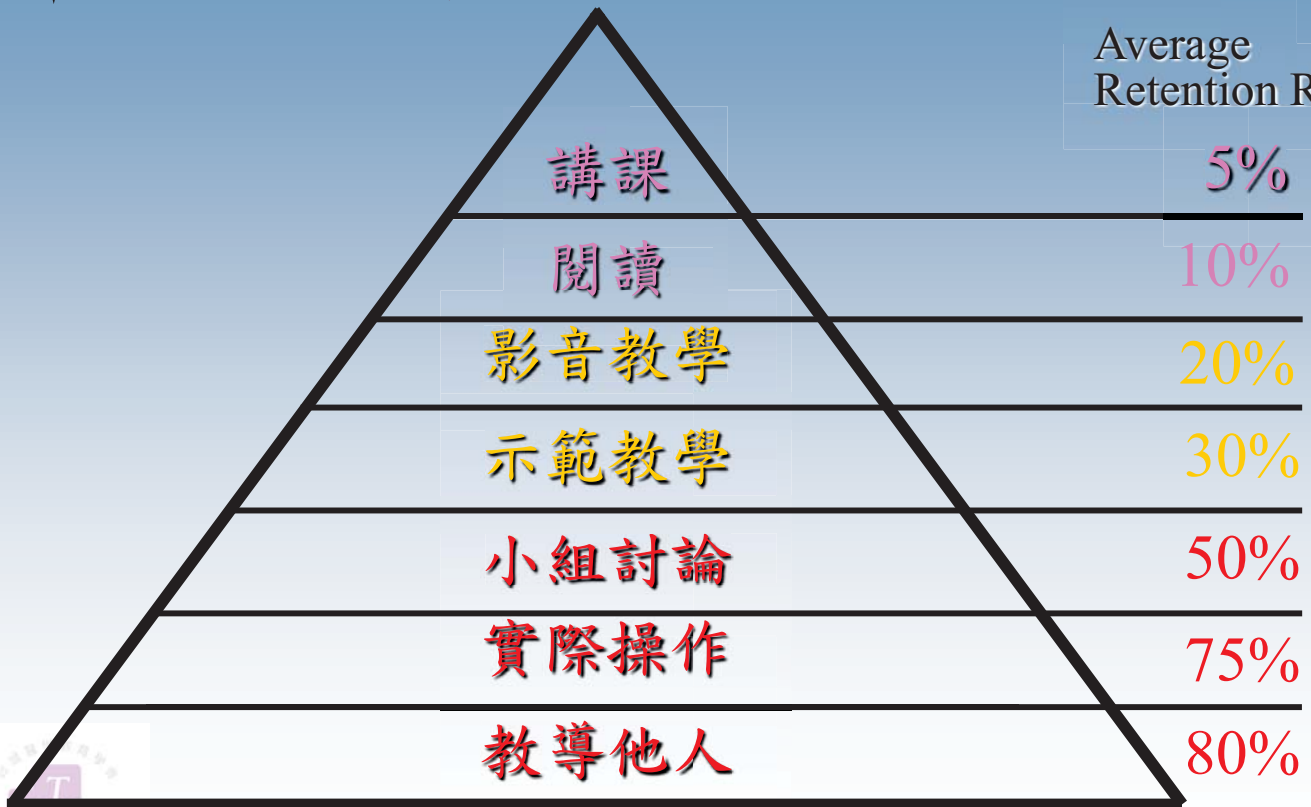 Average
Retention R
講課 5%
閱讀 10%
影音教學 20%
示範教學 30%
小組討論 50%
實際操作 75%
教導他人 80%
T